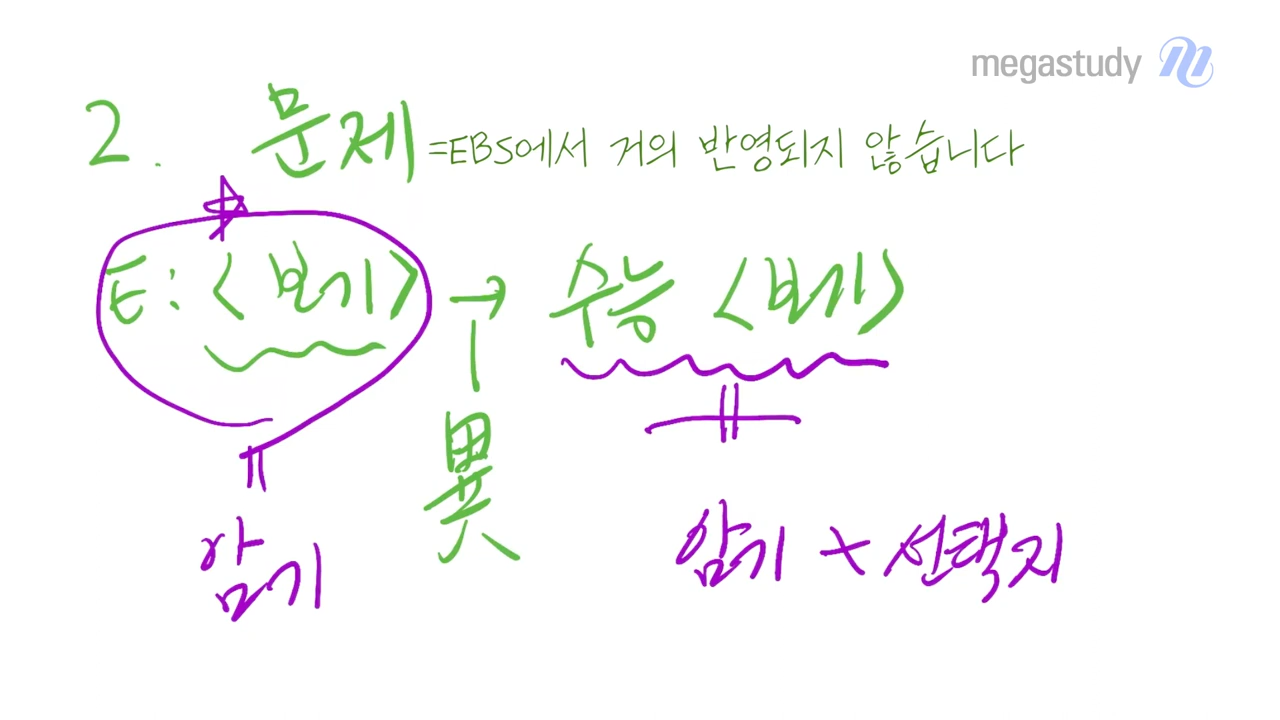 megastudy
2. 문제 =EBS에서 거의 반영되지 않습니다
E: <보기> → 수능 <보기>
異
암기
암기 + 선택지